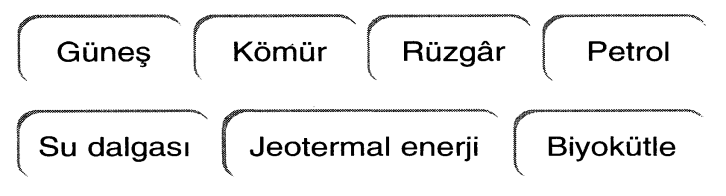 Güneş Kömür Rüzgâr Petrol
Su dalgası Jeotermal enerji Biyokütle